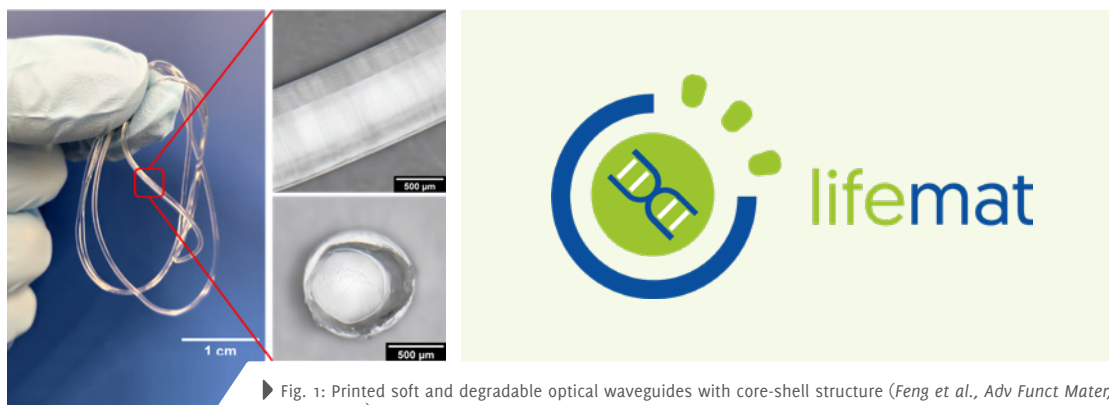 500 µm
1 cm
500 µm
lifemat
Fig. 1: Printed soft and degradable optical waveguides with core-shell structure (Feng et al., Adv Funct Mater,